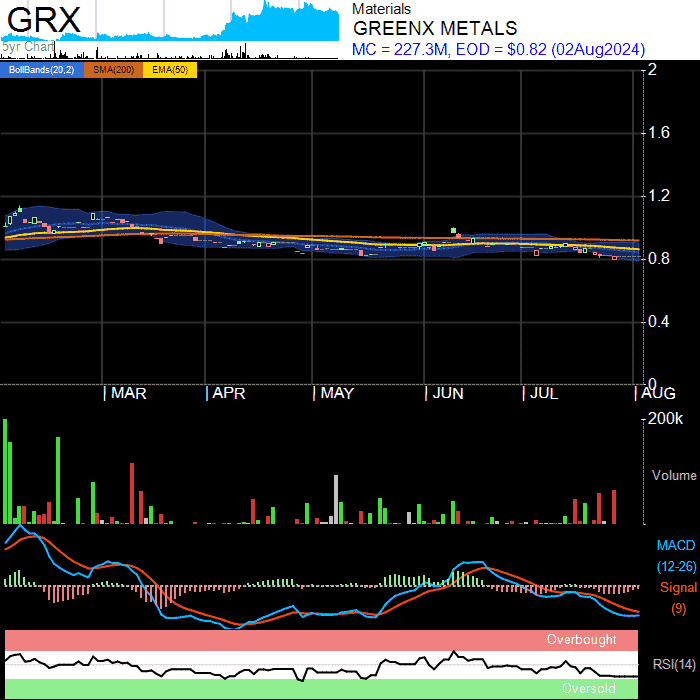 GRX
5yr Chart
Materials
GREENX METALS
MC = 227.3M, EOD = $0.82 (02Aug2024)
BollBands(20,2) SMA(200) EMA(50)
2
1.6
1.2
0.8
0.4
0
MAR APR MAY JUN JUL AUG
200k
Volume
MACD
(12-26)
Signal
(9)
Overbought
RSI(14)
Oversold